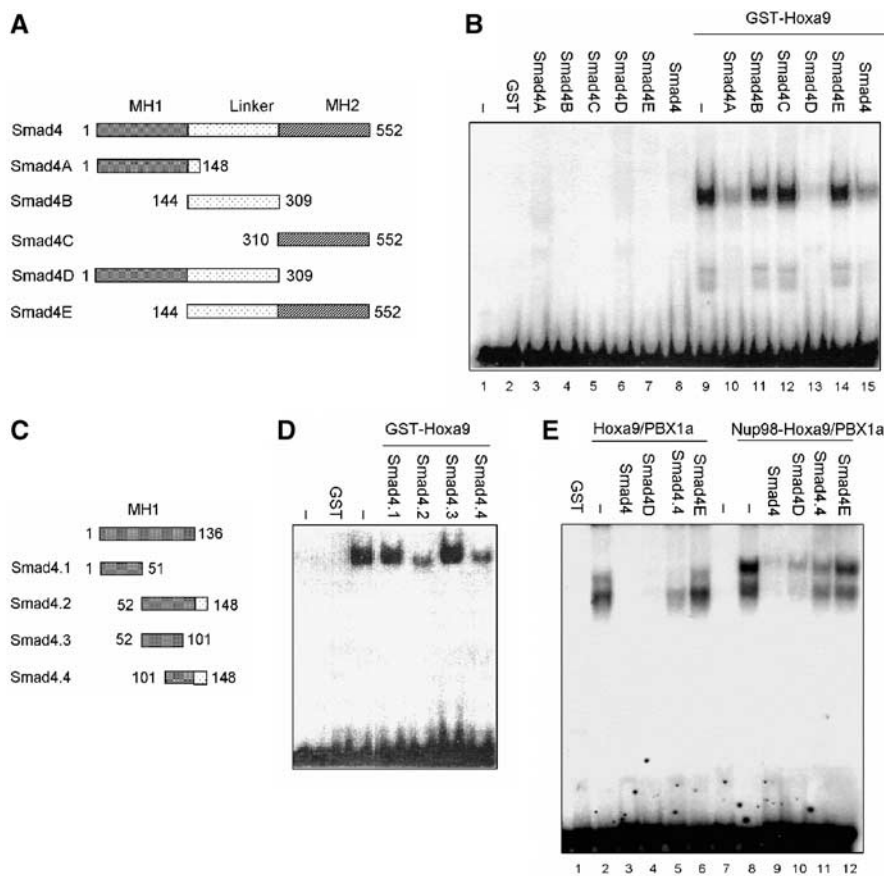 A
MH1 Linker MH2
Smad4 1 552
Smad4A 1 148
Smad4B 144 309
Smad4C 310 552
Smad4D 1 309
Smad4E 144 552
B
GST-Hoxa9
– GST Smad4A Smad4B Smad4C Smad4D Smad4E Smad4 – Smad4A Smad4B Smad4C Smad4D Smad4E Smad4
1 2 3 4 5 6 7 8 9 10 11 12 13 14 15
C
MH1
1 136
Smad4.1 1 51
Smad4.2 52 148
Smad4.3 52 101
Smad4.4 101 148
D
GST-Hoxa9
– GST – Smad4.1 Smad4.2 Smad4.3 Smad4.4
E
Hoxa9/PBX1a Nup98-Hoxa9/PBX1a
GST – Smad4 Smad4D Smad4.4 Smad4E – – Smad4 Smad4D Smad4.4 Smad4E
1 2 3 4 5 6 7 8 9 10 11 12